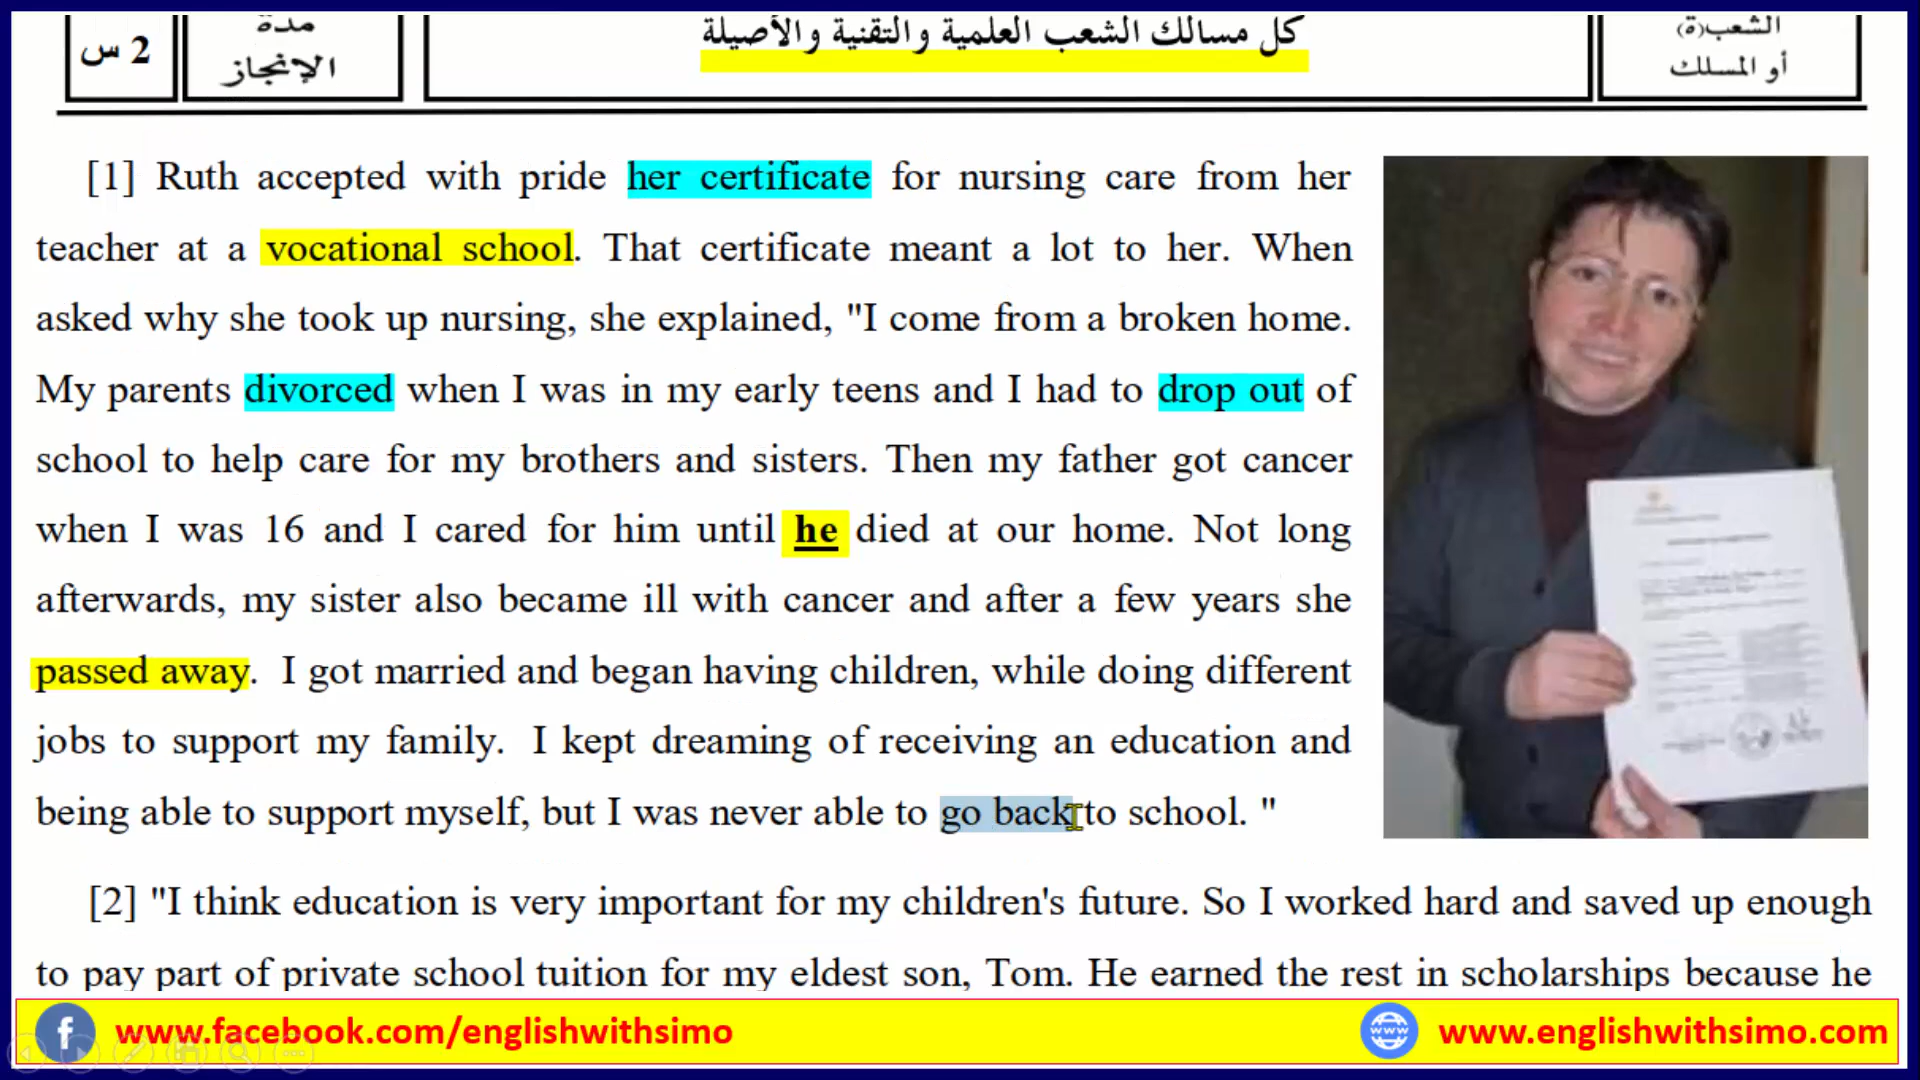 الشعب(ة)
كل مسالك الشعب العلمية والتقنية والأصيلة
مدة
2 س
أو المسلك
الإنجاز
[1] Ruth accepted with pride her certificate for nursing care from her
teacher at a vocational school. That certificate meant a lot to her. When
asked why she took up nursing, she explained, "I come from a broken home.
My parents divorced when I was in my early teens and I had to drop out of
school to help care for my brothers and sisters. Then my father got cancer
when I was 16 and I cared for him until he died at our home. Not long
afterwards, my sister also became ill with cancer and after a few years she
passed away. I got married and began having children, while doing different
jobs to support my family. I kept dreaming of receiving an education and
being able to support myself, but I was never able to go back to school. "
[2] "I think education is very important for my children's future. So I worked hard and saved up enough
to pay part of private school tuition for my eldest son, Tom. He earned the rest in scholarships because he
www.facebook.com/englishwithsimo
www.englishwithsimo.com